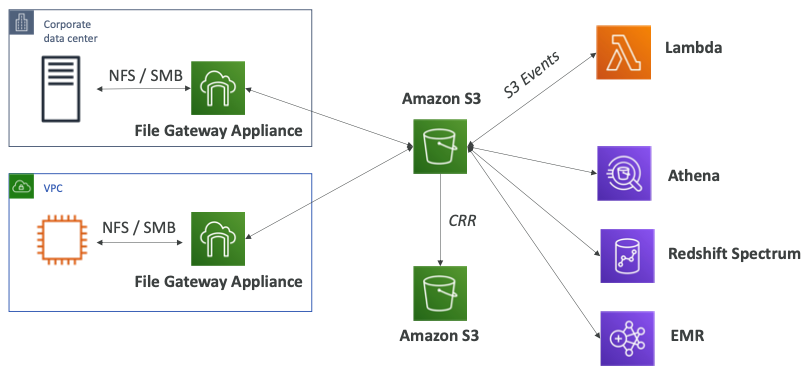 Corporate
data center
NFS / SMB
File Gateway Appliance
VPC
NFS / SMB
File Gateway Appliance
Amazon S3
CRR
Amazon S3
S3 Events
Lambda
Athena
Redshift Spectrum
EMR